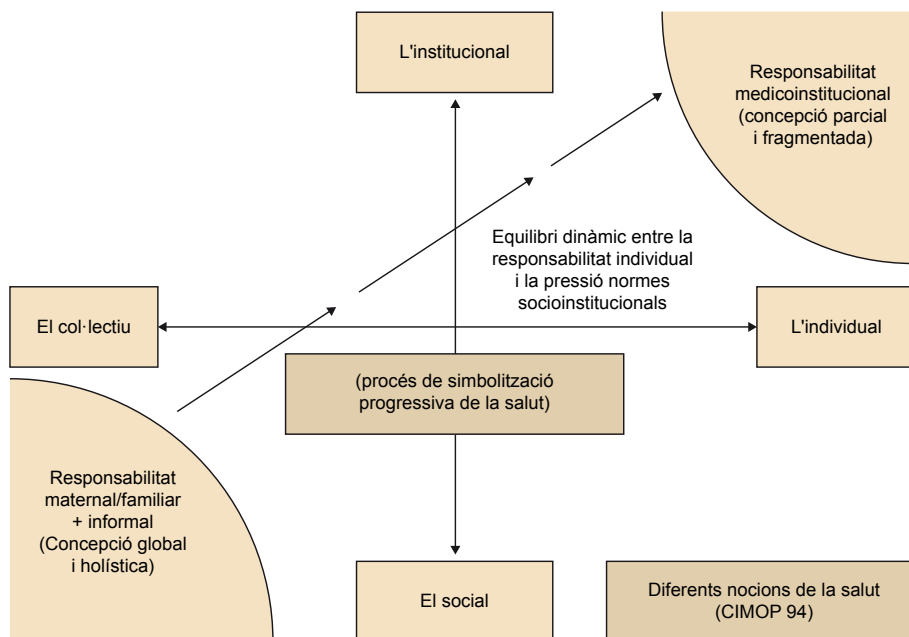 L'institucional
Responsabilitat
medicoinstitucional
(concepció parcial
i fragmentada)
Equilibri dinàmic entre la
responsabilitat individual
i la pressió normes
socioinstitucionals
El col·lectiu
L'individual
(procés de simbolització
progressiva de la salut)
Responsabilitat
maternal/familiar
+ informal
(Concepció global
i holística)
El social
Diferents nocions de la salut
(CIMOP 94)